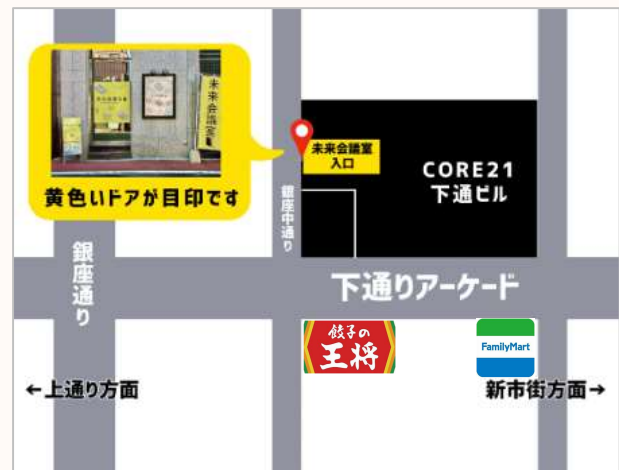 未来会議室
黄色いドアが目印です
未来会議室
入口
CORE21
下通ビル
銀座中通り
銀座通り
下通りアーケード
餃子の
王将
FamilyMart
←上通り方面
新市街方面→